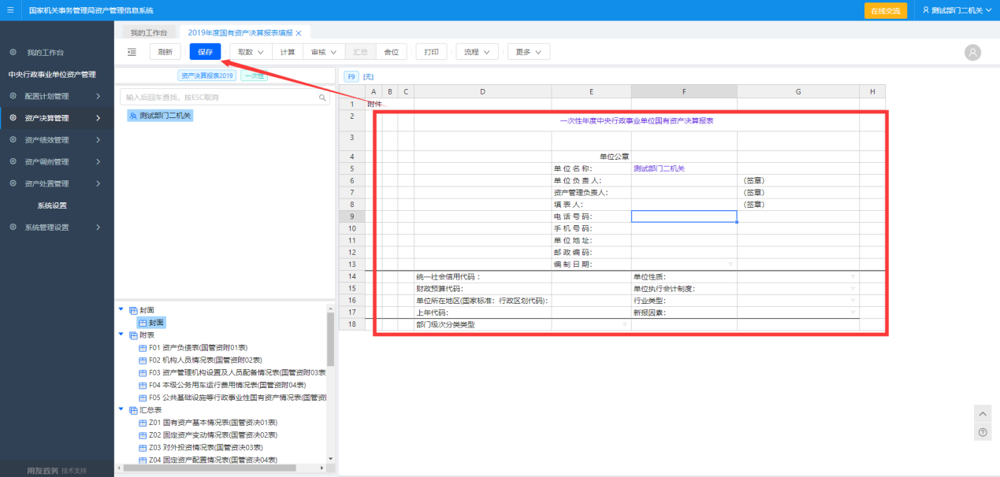 国家机关事务管理局资产管理信息系统
在线交流
测试部门二机关
我的工作台
中央行政事业单位资产管理
配置计划管理
资产决算管理
资产绩效管理
资产调剂管理
资产处置管理
系统设置
系统管理设置
用友政务 技术支持
我的工作台 2019年度国有资产决算报表填报
刷新 保存 取数 计算 审核 汇总 舍位 打印 流程 更多
资产决算报表2019 一次性
输入后回车查找，按ESC取消
测试部门二机关
封面
封面
附表
F01 资产负债表(国管资附01表)
F02 机构人员情况表(国管资附02表)
F03 资产管理机构设置及人员配备情况表(国管资附03表
F04 本级公务用车运行费用情况表(国管资附04表)
F05 公共基础设施等行政事业性国有资产情况表(国管资
汇总表
Z01 国有资产基本情况表(国管资决01表)
Z02 固定资产变动情况表(国管资决02表)
Z03 对外投资情况表(国管资决03表)
Z04 固定资产配置情况表(国管资决04表)
F9 [无]
A B C D E F G H
1 附件
2 一次性年度中央行政事业单位国有资产决算报表
3
4 单位公章
5 单 位 名 称： 测试部门二机关
6 单 位 负 责 人： （签章）
7 资产管理负责人： （签章）
8 填 表 人： （签章）
9 电 话 号 码：
10 手 机 号 码：
11 单 位 地 址：
12 邮 政 编 码：
13 编 制 日 期：
14 统一社会信用代码： 单位性质：
15 财政预算代码： 单位执行会计制度：
16 单位所在地区(国家标准：行政区划代码)： 行业类型：
17 上年代码： 新报因素：
18 部门级次分类类型